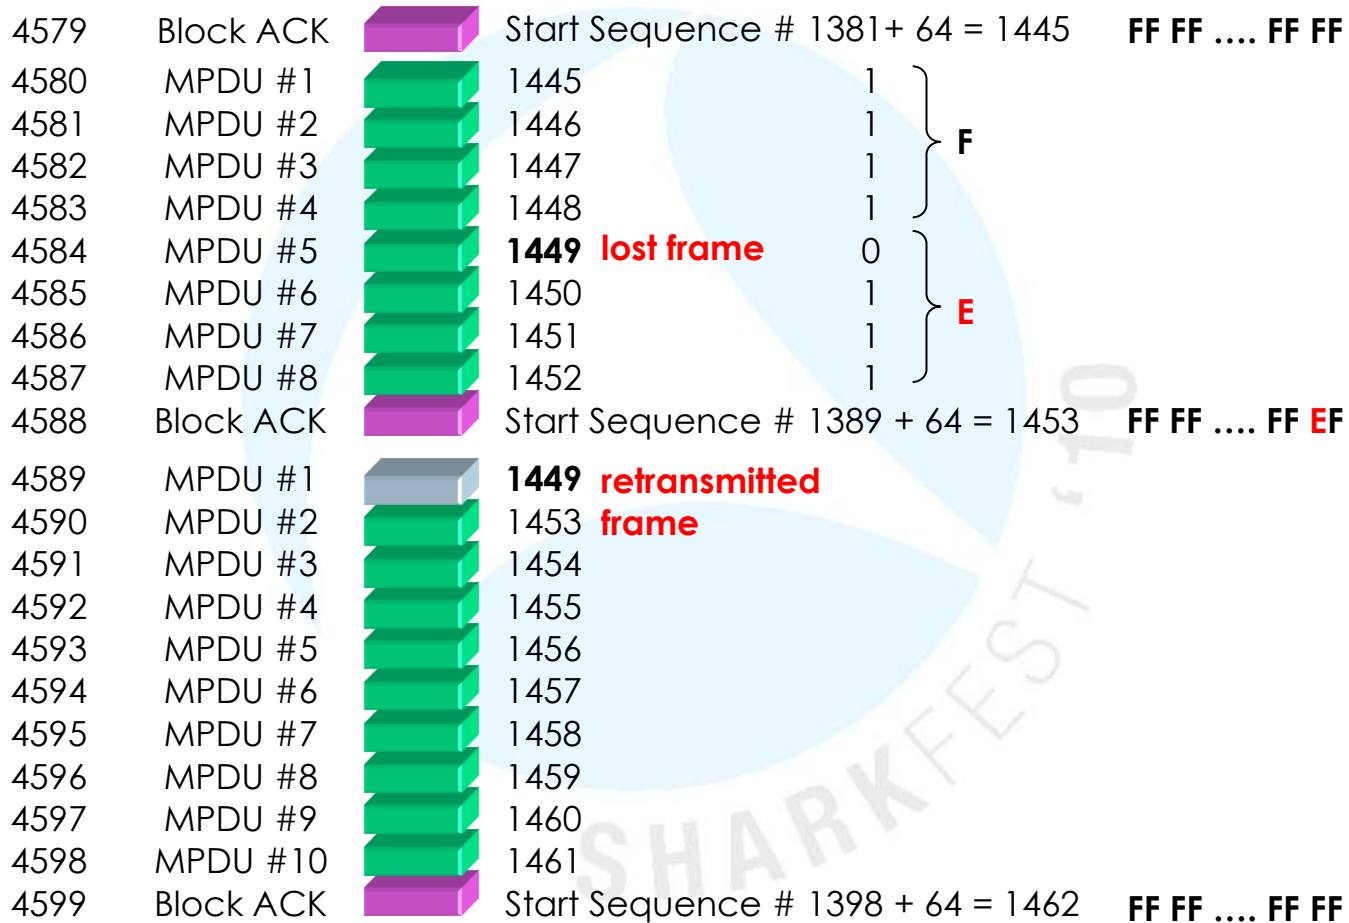 4579 Block ACK Start Sequence # 1381+ 64 = 1445 FF FF .... FF FF
4580 MPDU #1 1445 1
4581 MPDU #2 1446 1
F
4582 MPDU #3 1447 1
4583 MPDU #4 1448 1
4584 MPDU #5 1449 lost frame 0
4585 MPDU #6 1450 1
E
4586 MPDU #7 1451 1
4587 MPDU #8 1452 1
4588 Block ACK Start Sequence # 1389 + 64 = 1453 FF FF .... FF EF
4589 MPDU #1 1449 retransmitted
4590 MPDU #2 1453 frame
4591 MPDU #3 1454
4592 MPDU #4 1455
4593 MPDU #5 1456
4594 MPDU #6 1457
4595 MPDU #7 1458
4596 MPDU #8 1459
4597 MPDU #9 1460
4598 MPDU #10 1461
4599 Block ACK Start Sequence # 1398 + 64 = 1462 FF FF .... FF FF
SHARKFEST '10